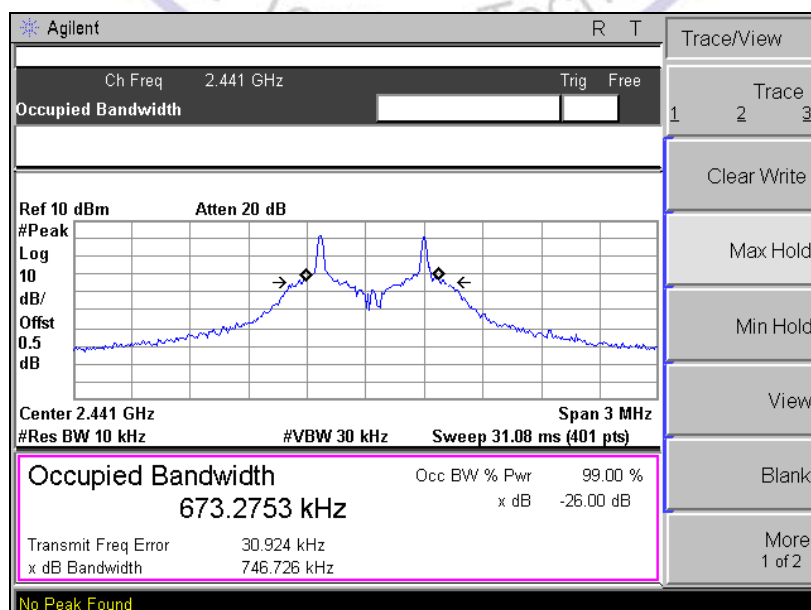 Agilent R T
Ch Freq 2.441 GHz Trig Free
Occupied Bandwidth
Ref 10 dBm Atten 20 dB
#Peak
Log
10
dB/
Offst
0.5
dB
Center 2.441 GHz Span 3 MHz
#Res BW 10 kHz #VBW 30 kHz Sweep 31.08 ms (401 pts)
Occupied Bandwidth Occ BW % Pwr 99.00 %
673.2753 kHz x dB -26.00 dB
Transmit Freq Error 30.924 kHz
x dB Bandwidth 746.726 kHz
No Peak Found
Trace/View
Trace
1 2 3
Clear Write
Max Hold
Min Hold
View
Blank
More
1 of 2